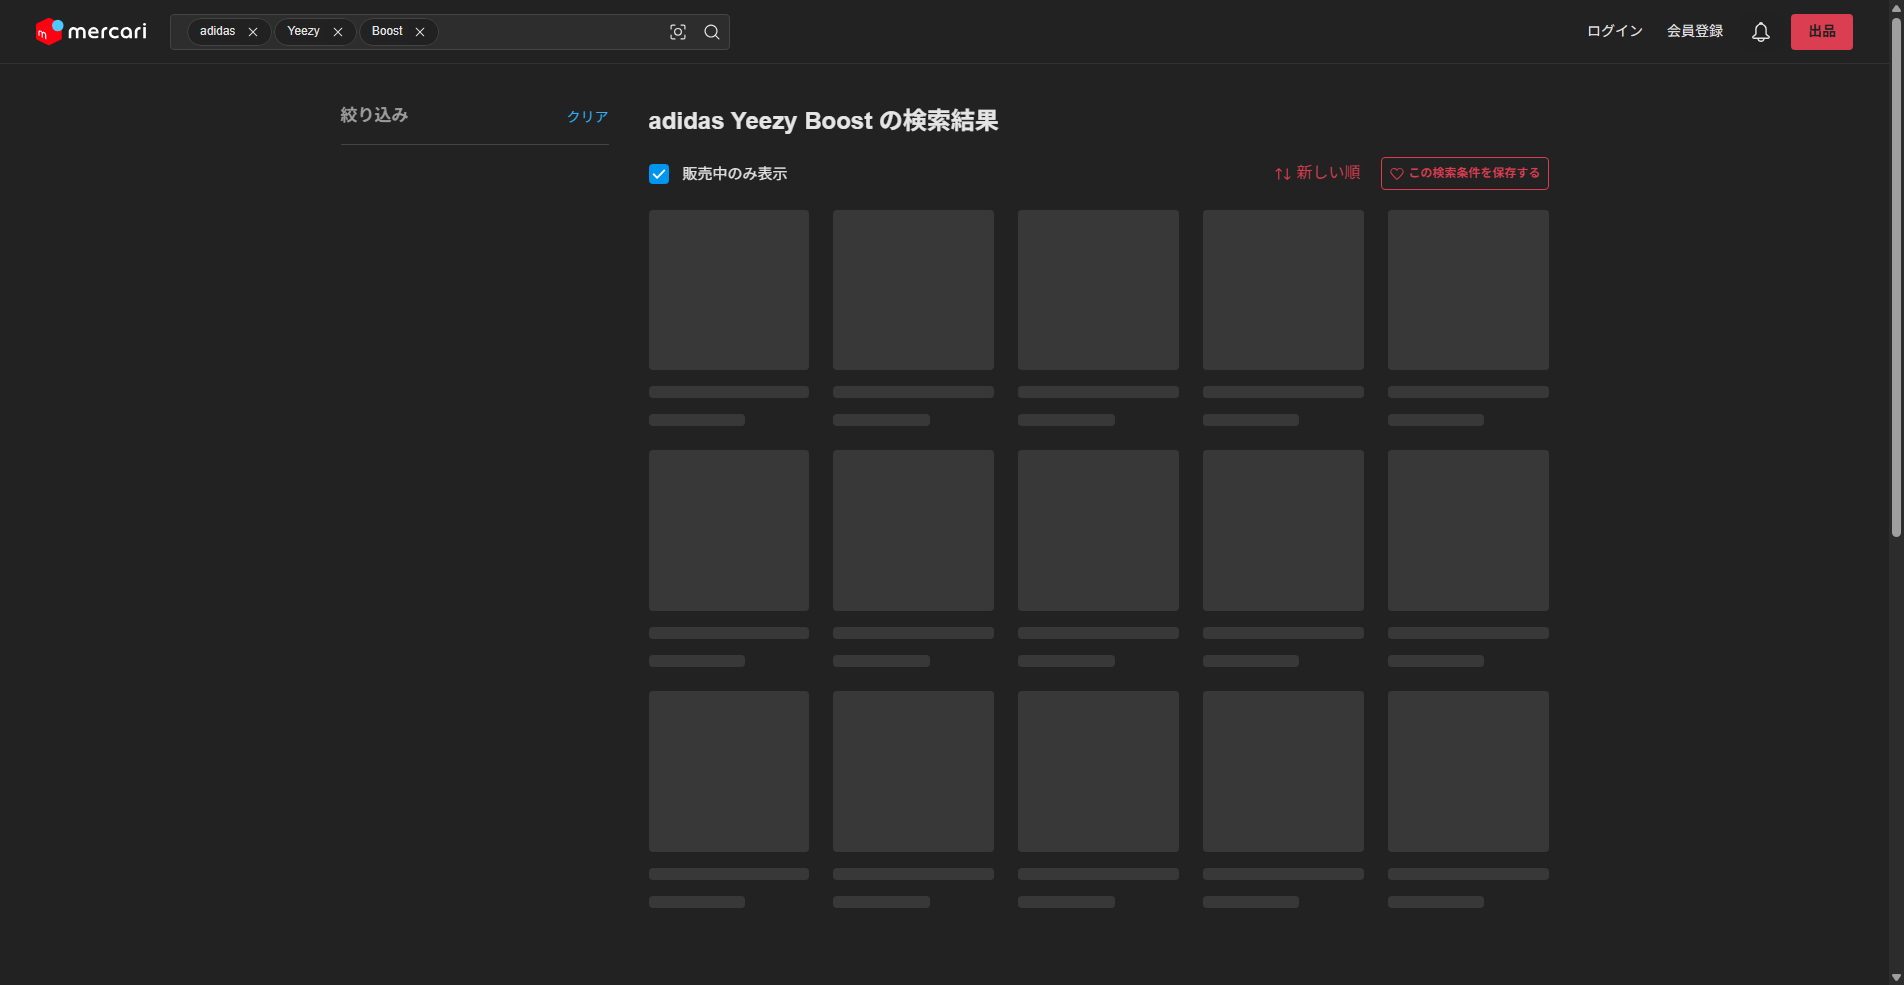 mercari
adidas
Yeezy
Boost
ログイン
会員登録
出品
絞り込み
クリア
adidas Yeezy Boost の検索結果
販売中のみ表示
新しい順
この検索条件を保存する